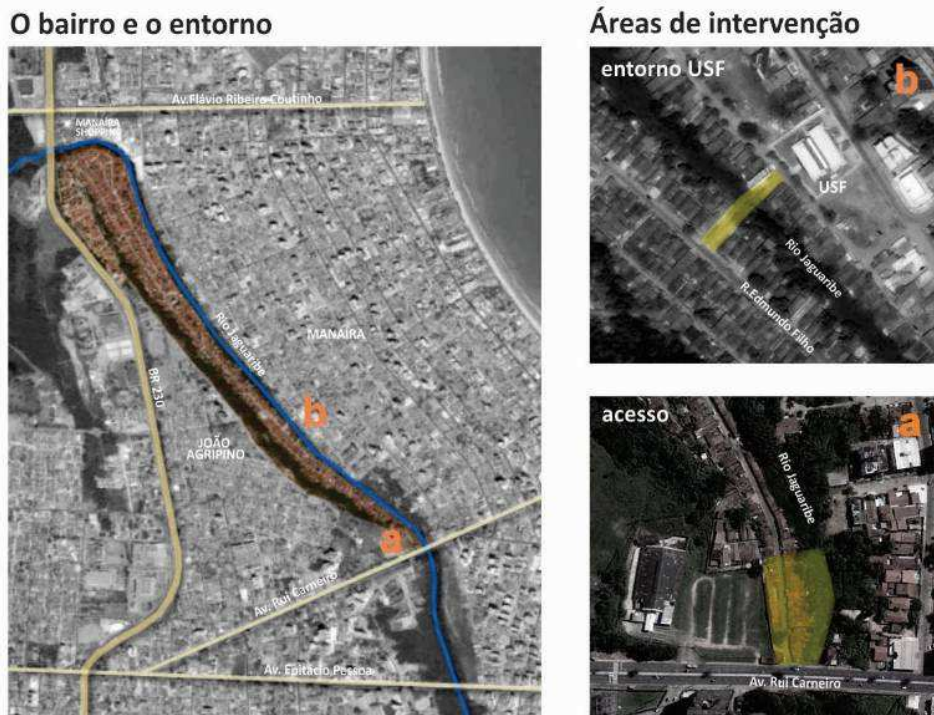 O bairro e o entorno
Av.Flávio Ribeiro Coutinho
MANAÍRA
SHOPPING
Rio Jaguaribe
MANAÍRA
BR 230
b
JOÃO
AGRIPINO
a
Av. Rui Carneiro
Av. Epitácio Pessoa
Áreas de intervenção
entorno USF
b
USF
Rio Jaguaribe
R.Edmundo Filho
acesso
a
Rio Jaguaribe
Av. Rui Carneiro